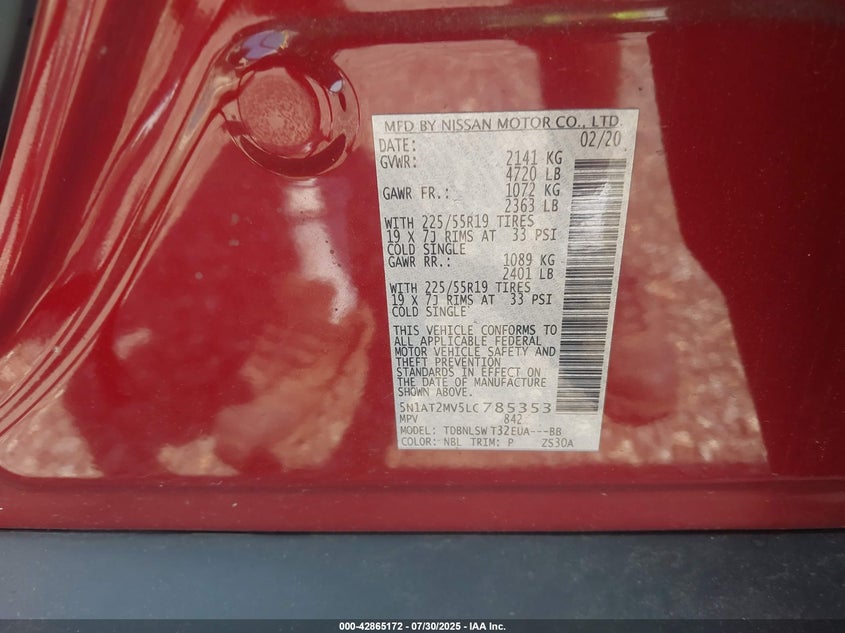 MFD BY NISSAN MOTOR CO., LTD.
DATE: 02/20
GVWR: 2141 KG
4720 LB
GAWR FR.: 1072 KG
2363 LB
WITH 225/55R19 TIRES
19 X 7J RIMS AT 33 PSI
COLD SINGLE
GAWR RR.: 1089 KG
2401 LB
WITH 225/55R19 TIRES
19 X 7J RIMS AT 33 PSI
COLD SINGLE
THIS VEHICLE CONFORMS TO
ALL APPLICABLE FEDERAL
MOTOR VEHICLE SAFETY AND
THEFT PREVENTION
STANDARDS IN EFFECT ON
THE DATE OF MANUFACTURE
SHOWN ABOVE.
5N1AT2MV5LC785353
MPV 842
MODEL: TDBNLSW T32EUA---BB
COLOR: NBL TRIM: P ZS30A
000-42865172 - 07/30/2025 - IAA Inc.